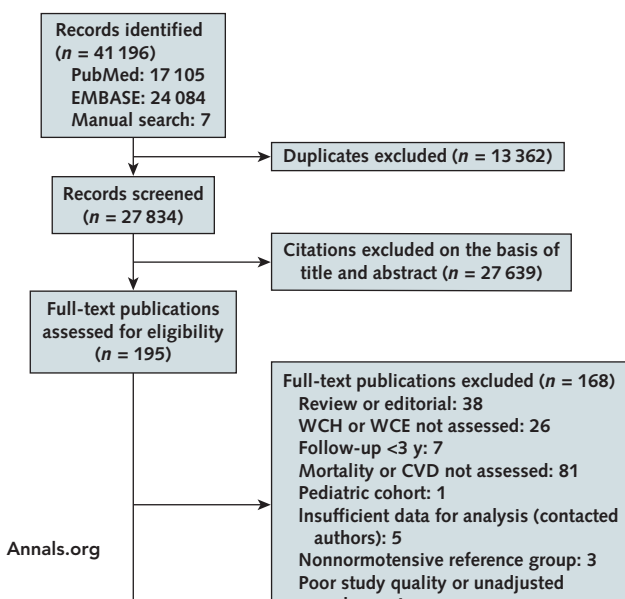 Records identified
(n = 41 196)
PubMed: 17 105
EMBASE: 24 084
Manual search: 7
Duplicates excluded (n = 13 362)
Records screened
(n = 27 834)
Citations excluded on the basis of
title and abstract (n = 27 639)
Full-text publications
assessed for eligibility
(n = 195)
Full-text publications excluded (n = 168)
Review or editorial: 38
WCH or WCE not assessed: 26
Follow-up <3 y: 7
Mortality or CVD not assessed: 81
Pediatric cohort: 1
Insufficient data for analysis (contacted
authors): 5
Nonnormotensive reference group: 3
Poor study quality or unadjusted
Annals.org